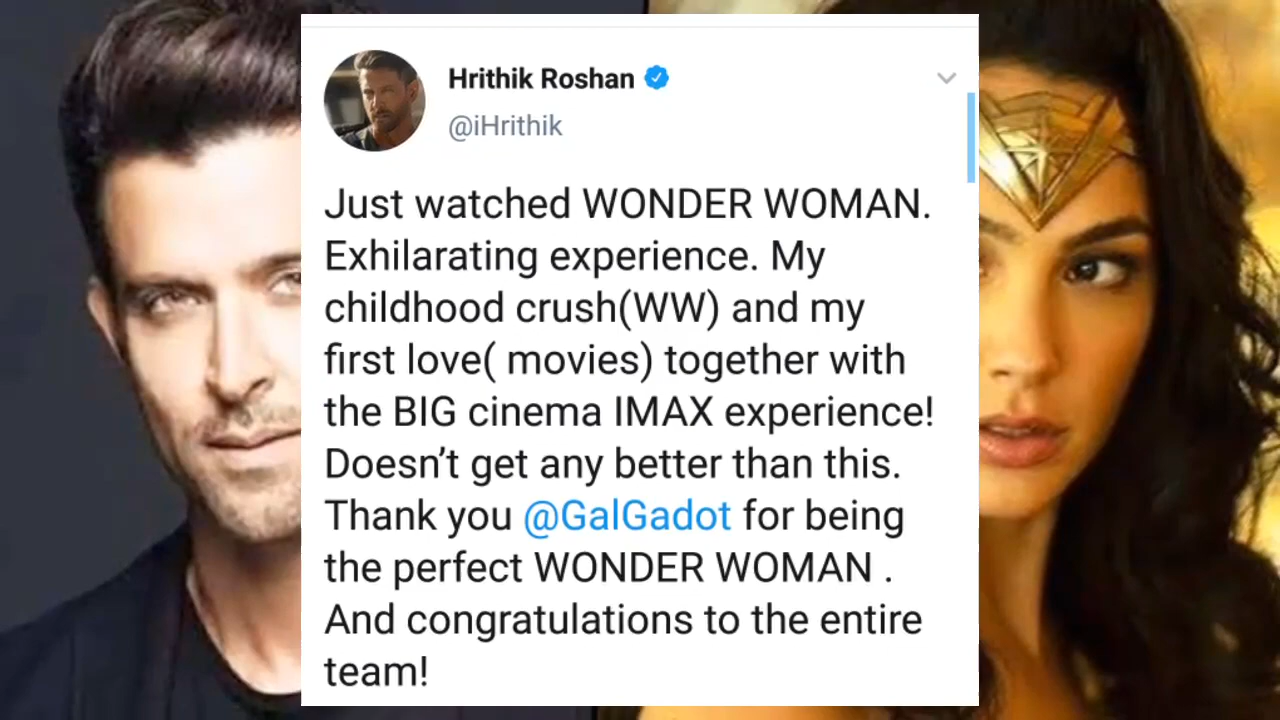 Hrithik Roshan
@iHrithik
Just watched WONDER WOMAN.
Exhilarating experience. My
childhood crush(WW) and my
first love( movies) together with
the BIG cinema IMAX experience!
Doesn’t get any better than this.
Thank you @GalGadot for being
the perfect WONDER WOMAN .
And congratulations to the entire
team!